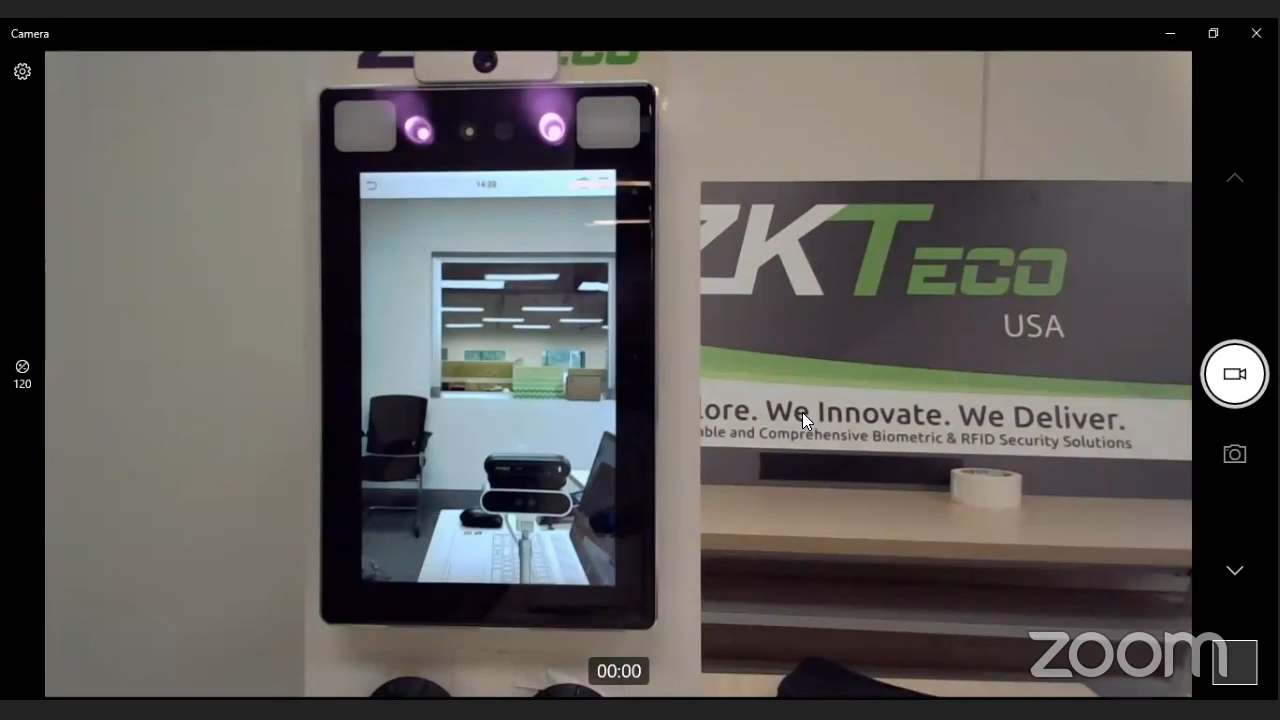 Camera
14:28
ZKTeco
USA
lore. We Innovate. We Deliver.
able and Comprehensive Biometric & RFID Security Solutions
120
00:00
zoom